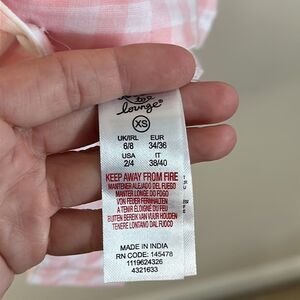 lounge®
XS
UK/IRL EUR
6/8 34/36
USA IT
2/4 38/40
KEEP AWAY FROM FIRE
MANTENER ALEJADO DEL FUEGO
MANTER LONGE DO FOGO
VON FEUER FERNHALTEN
A TENIR ÉLOIGNÉ DU FEU
BUITEN BEREIK VAN VUUR HOUDEN
TENERE LONTANO DAL FUOCO
MADE IN INDIA
RN CODE: 145478
1119624326
4321633